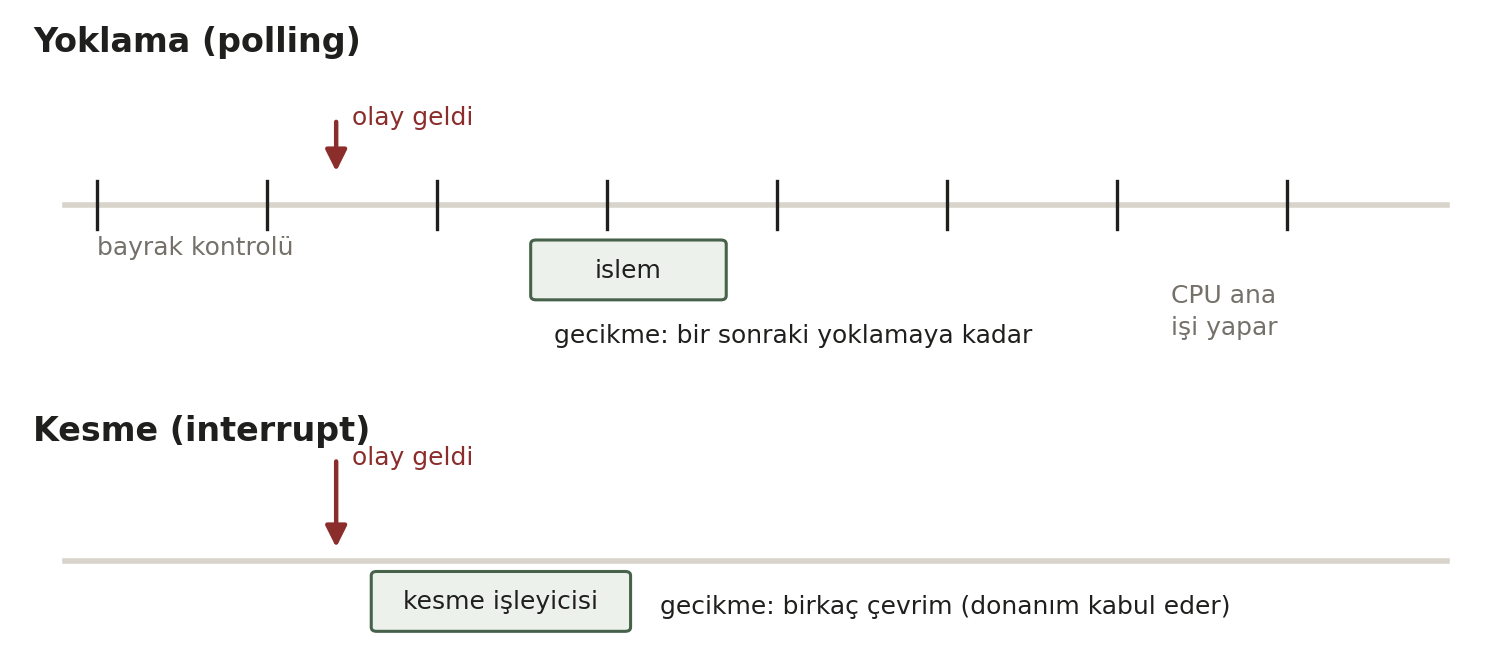 Yoklama (polling)
olay geldi
bayrak kontrolü
islem
CPU ana
işi yapar
gecikme: bir sonraki yoklamaya kadar
Kesme (interrupt)
olay geldi
kesme işleyicisi
gecikme: birkaç çevrim (donanım kabul eder)